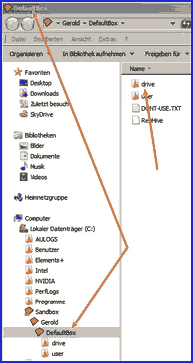 DefaultBox
Gerold DefaultBox
Datei Bearbeiten Ansicht Extras ?
Organisieren In Bibliothek aufnehmen Freigeben für
Favoriten
Desktop
Downloads
Zuletzt besucht
SkyDrive
Bibliotheken
Bilder
Dokumente
Musik
Videos
Heimnetzgruppe
Computer
Lokaler Datenträger (C:)
AULOGS
Benutzer
Elements+
Intel
NVIDIA
PerfLogs
Programme
Sandbox
Gerold
DefaultBox
drive
user
Name
drive
user
DONT-USE.TXT
RegHive